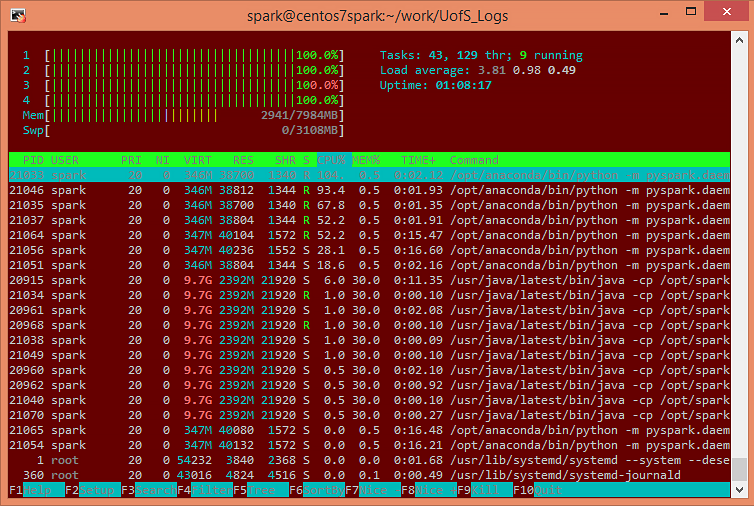 spark@centos7spark:~/work/UofS_Logs
1 [||||||||||||||||||||||||||||||||||100.0%] Tasks: 43, 129 thr; 9 running
2 [||||||||||||||||||||||||||||||||||100.0%] Load average: 3.81 0.98 0.49
3 [||||||||||||||||||||||||||||||||||100.0%] Uptime: 01:08:17
4 [||||||||||||||||||||||||||||||||||100.0%]
Mem[||||||||||||||||||||||| 2941/7984MB]
Swp[ 0/3108MB]
PID USER PRI NI VIRT RES SHR S CPU% MEM% TIME+ Command
spark 20 0 346M 38700 1340 R 0.5 0:02.12 /opt/anaconda/bin/python -m pyspark.daem
21046 spark 20 0 346M 38812 1344 R 93.4 0.5 0:01.93 /opt/anaconda/bin/python -m pyspark.daem
21035 spark 20 0 346M 38700 1340 R 67.8 0.5 0:01.35 /opt/anaconda/bin/python -m pyspark.daem
21037 spark 20 0 346M 38804 1344 R 52.2 0.5 0:01.91 /opt/anaconda/bin/python -m pyspark.daem
21064 spark 20 0 347M 40104 1572 R 52.2 0.5 0:15.47 /opt/anaconda/bin/python -m pyspark.daem
21056 spark 20 0 347M 40236 1552 S 28.1 0.5 0:16.60 /opt/anaconda/bin/python -m pyspark.daem
21051 spark 20 0 346M 38804 1344 S 18.6 0.5 0:02.16 /opt/anaconda/bin/python -m pyspark.daem
20915 spark 20 0 9.7G 2392M 21920 S 6.0 30.0 0:11.35 /usr/java/latest/bin/java -cp /opt/spark
21034 spark 20 0 9.7G 2392M 21920 R 1.0 30.0 0:00.10 /usr/java/latest/bin/java -cp /opt/spark
20961 spark 20 0 9.7G 2392M 21920 S 1.0 30.0 0:02.08 /usr/java/latest/bin/java -cp /opt/spark
20968 spark 20 0 9.7G 2392M 21920 R 1.0 30.0 0:00.10 /usr/java/latest/bin/java -cp /opt/spark
21038 spark 20 0 9.7G 2392M 21920 S 1.0 30.0 0:00.09 /usr/java/latest/bin/java -cp /opt/spark
21049 spark 20 0 9.7G 2392M 21920 S 1.0 30.0 0:00.10 /usr/java/latest/bin/java -cp /opt/spark
20960 spark 20 0 9.7G 2392M 21920 S 0.5 30.0 0:02.10 /usr/java/latest/bin/java -cp /opt/spark
20962 spark 20 0 9.7G 2392M 21920 S 0.5 30.0 0:00.92 /usr/java/latest/bin/java -cp /opt/spark
21040 spark 20 0 9.7G 2392M 21920 S 0.5 30.0 0:00.10 /usr/java/latest/bin/java -cp /opt/spark
21070 spark 20 0 9.7G 2392M 21920 S 0.5 30.0 0:00.27 /usr/java/latest/bin/java -cp /opt/spark
21065 spark 20 0 347M 40080 1572 S 0.0 0.5 0:16.48 /opt/anaconda/bin/python -m pyspark.daem
21054 spark 20 0 347M 40132 1572 S 0.0 0.5 0:16.21 /opt/anaconda/bin/python -m pyspark.daem
1 root 20 0 54232 3840 2368 S 0.0 0.0 0:01.68 /usr/lib/systemd/systemd --system --dese
360 root 20 0 43016 4824 4516 S 0.0 0.1 0:00.49 /usr/lib/systemd/systemd-journald
F1Help F2Setup F3SearchF4FilterF5Tree F6SortByF7Nice -F8Nice +F9Kill F10Quit